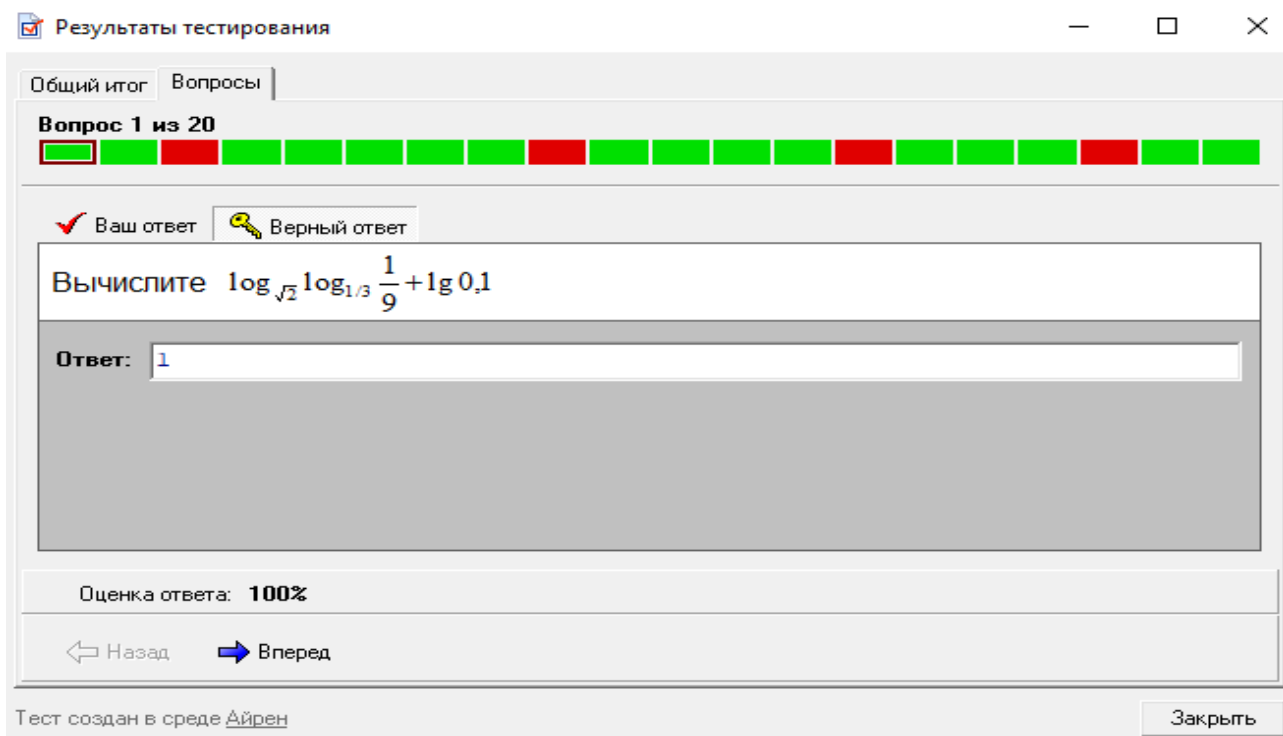 Результаты тестирования
Общий итог Вопросы
Вопрос 1 из 20
Ваш ответ Верный ответ
Вычислите log_√2 log_1/3 1/9 + lg 0,1
Ответ: 1
Оценка ответа: 100%
Назад Вперед
Тест создан в среде Айрен Закрыть